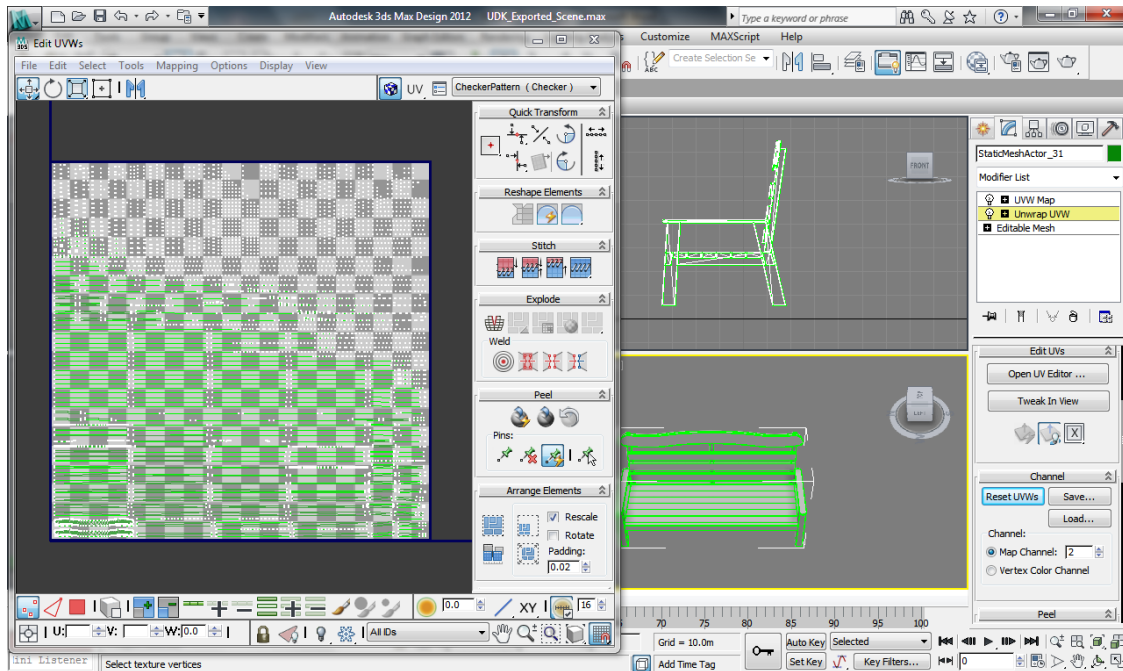 Autodesk 3ds Max Design 2012 UDK_Exported_Scene.max
Type a keyword or phrase
Edit UVWs
Customize MAXScript Help
File Edit Select Tools Mapping Options Display View
Create Selection Se
UV CheckerPattern ( Checker )
Quick Transform
Reshape Elements
Stitch
Explode
Weld
Peel
Pins:
Arrange Elements
Rescale
Rotate
Padding:
0.02
FRONT
LEFT
StaticMeshActor_31
Modifier List
UVW Map
Unwrap UVW
Editable Mesh
Edit UVs
Open UV Editor ...
Tweak In View
Channel
Reset UVWs Save...
Load...
Channel:
Map Channel: 2
Vertex Color Channel
Peel
0.0 XY 16
U: V: W: 0.0 All IDs
70 75 80 85 90 95 100
Grid = 10.0m
Auto Key Selected
Add Time Tag
Set Key Key Filters...
0
ini Listener
Select texture vertices